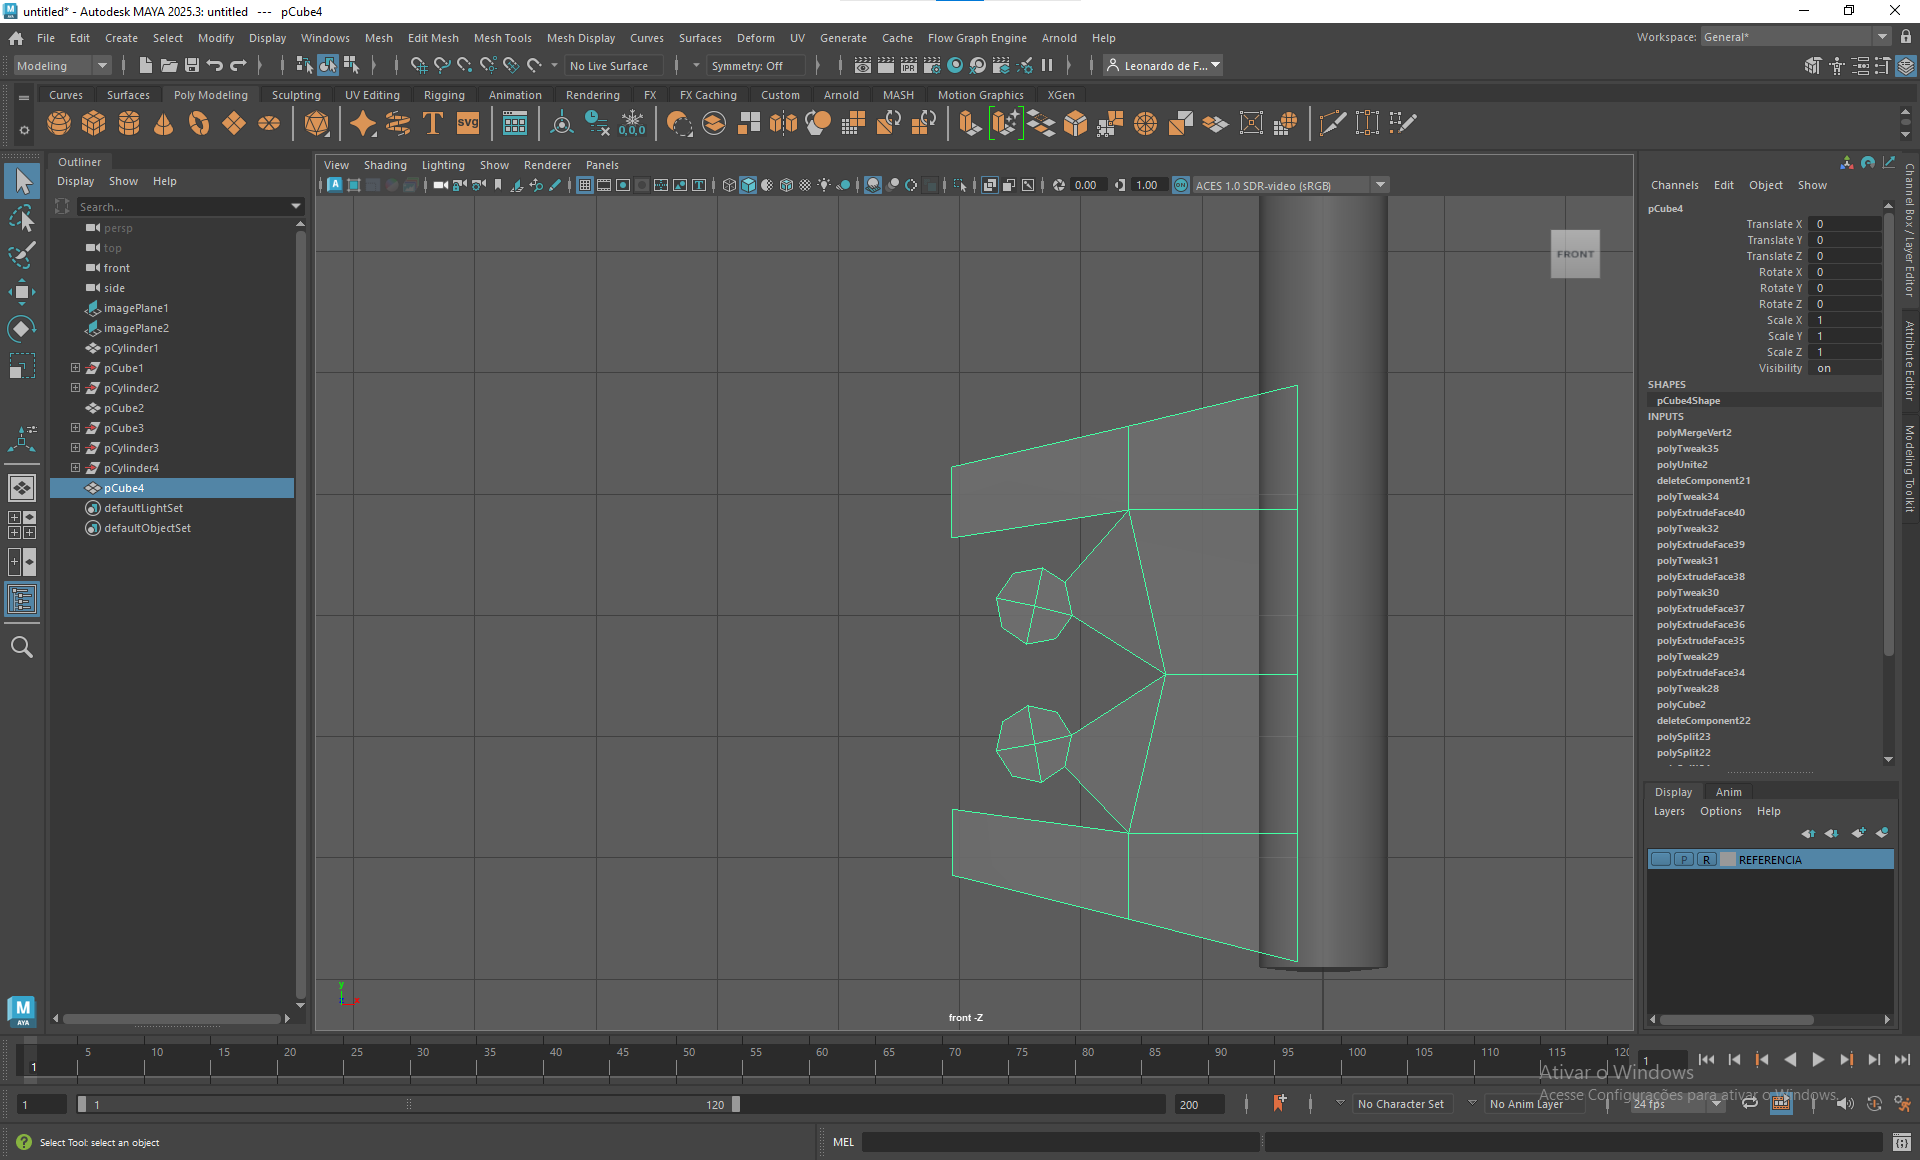 untitled* - Autodesk MAYA 2025.3: untitled --- pCube4
File Edit Create Select Modify Display Windows Mesh Edit Mesh Mesh Tools Mesh Display Curves Surfaces Deform UV Generate Cache Flow Graph Engine Arnold Help
Workspace: General*
Modeling No Live Surface Symmetry: Off IPR Leonardo de F...
Curves Surfaces Poly Modeling Sculpting UV Editing Rigging Animation Rendering FX FX Caching Custom Arnold MASH Motion Graphics XGen
T SVG 0,0,0
Outliner
Display Show Help
Search...
persp
top
front
side
imagePlane1
imagePlane2
pCylinder1
pCube1
pCylinder2
pCube2
pCube3
pCylinder3
pCylinder4
pCube4
defaultLightSet
defaultObjectSet
View Shading Lighting Show Renderer Panels
0.00 1.00 ON ACES 1.0 SDR-video (sRGB)
FRONT
y
front -Z
Channels Edit Object Show
pCube4
Translate X 0
Translate Y 0
Translate Z 0
Rotate X 0
Rotate Y 0
Rotate Z 0
Scale X 1
Scale Y 1
Scale Z 1
Visibility on
SHAPES
pCube4Shape
INPUTS
polyMergeVert2
polyTweak35
polyUnite2
deleteComponent21
polyTweak34
polyExtrudeFace40
polyTweak32
polyExtrudeFace39
polyTweak31
polyExtrudeFace38
polyTweak30
polyExtrudeFace37
polyExtrudeFace36
polyExtrudeFace35
polyTweak29
polyExtrudeFace34
polyTweak28
polyCube2
deleteComponent22
polySplit23
polySplit22
Channel Box / Layer Editor
Attribute Editor
Modeling Toolkit
Display Anim
Layers Options Help
P R REFERENCIA
M
AYA
5 10 15 20 25 30 35 40 45 50 55 60 65 70 75 80 85 90 95 100 105 110 115 120
1
1
Ativar o Windows
Acesse Configurações para ativar o Windows.
1 1 120 200 No Character Set No Anim Layer 24 fps
Select Tool: select an object MEL